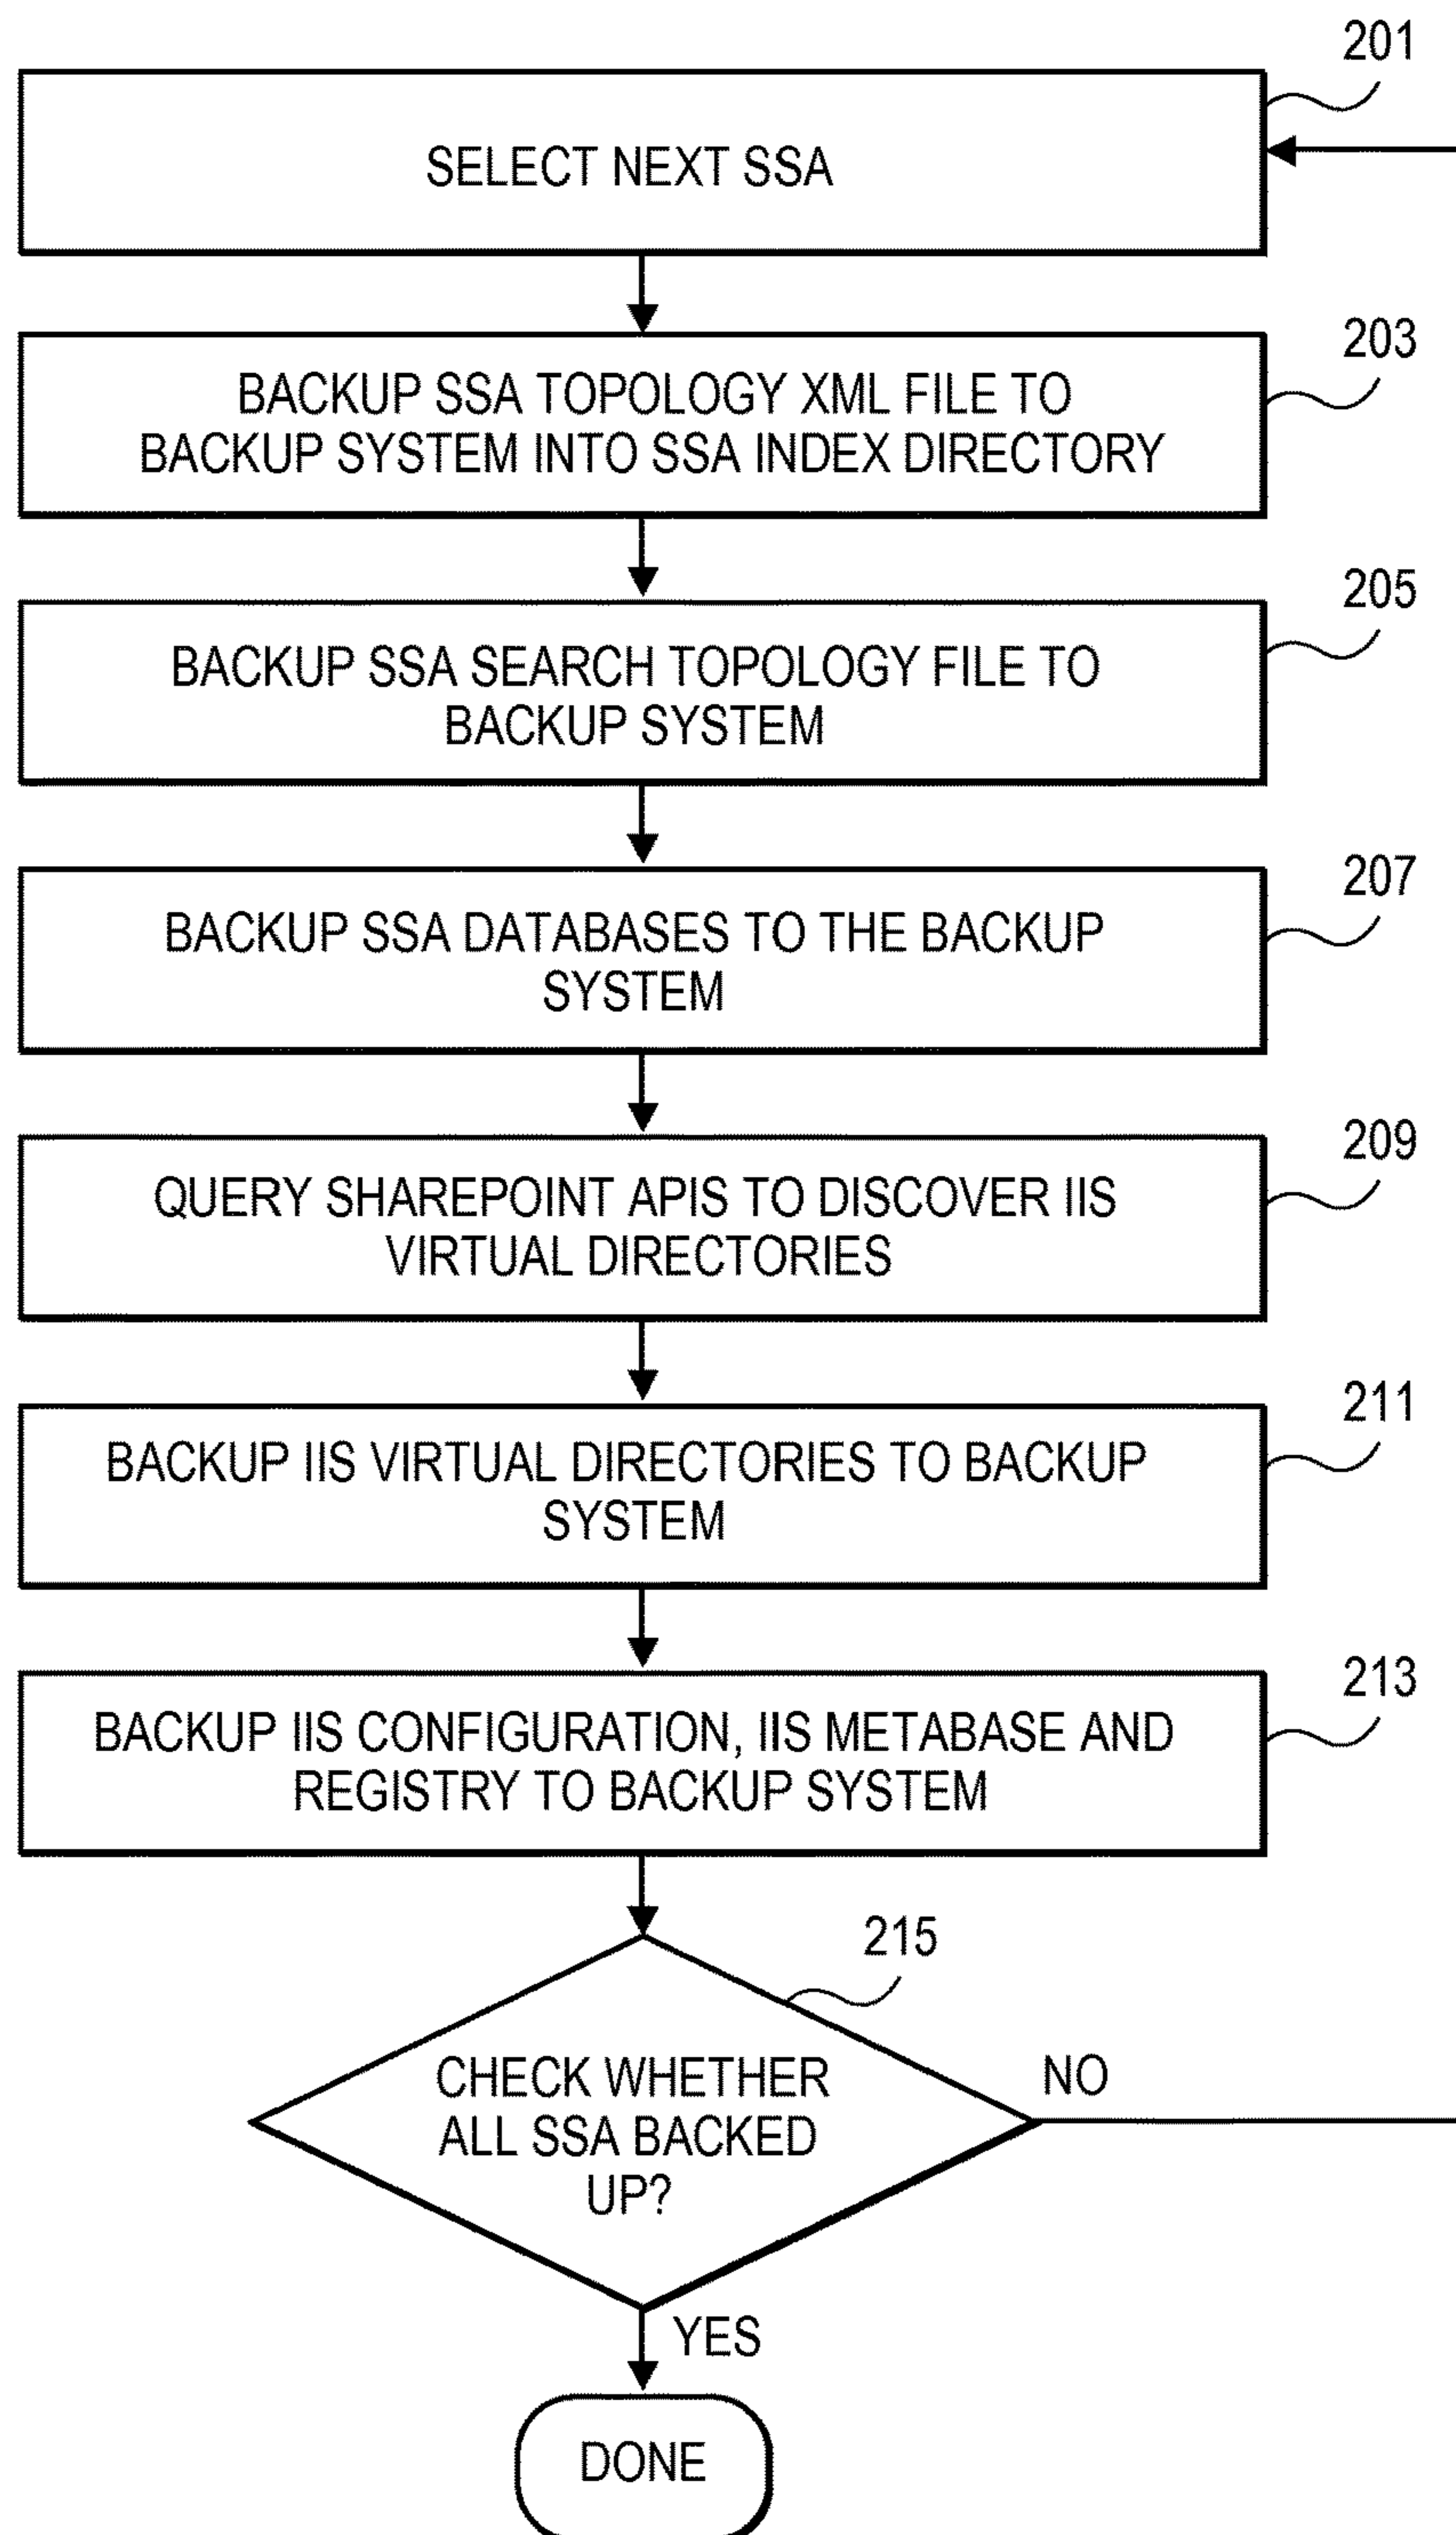 201
SELECT NEXT SSA
203
BACKUP SSA TOPOLOGY XML FILE TO
BACKUP SYSTEM INTO SSA INDEX DIRECTORY
205
BACKUP SSA SEARCH TOPOLOGY FILE TO
BACKUP SYSTEM
207
BACKUP SSA DATABASES TO THE BACKUP
SYSTEM
209
QUERY SHAREPOINT APIS TO DISCOVER IIS
VIRTUAL DIRECTORIES
211
BACKUP IIS VIRTUAL DIRECTORIES TO BACKUP
SYSTEM
213
BACKUP IIS CONFIGURATION, IIS METABASE AND
REGISTRY TO BACKUP SYSTEM
215
CHECK WHETHER
ALL SSA BACKED
UP?
NO
YES
DONE